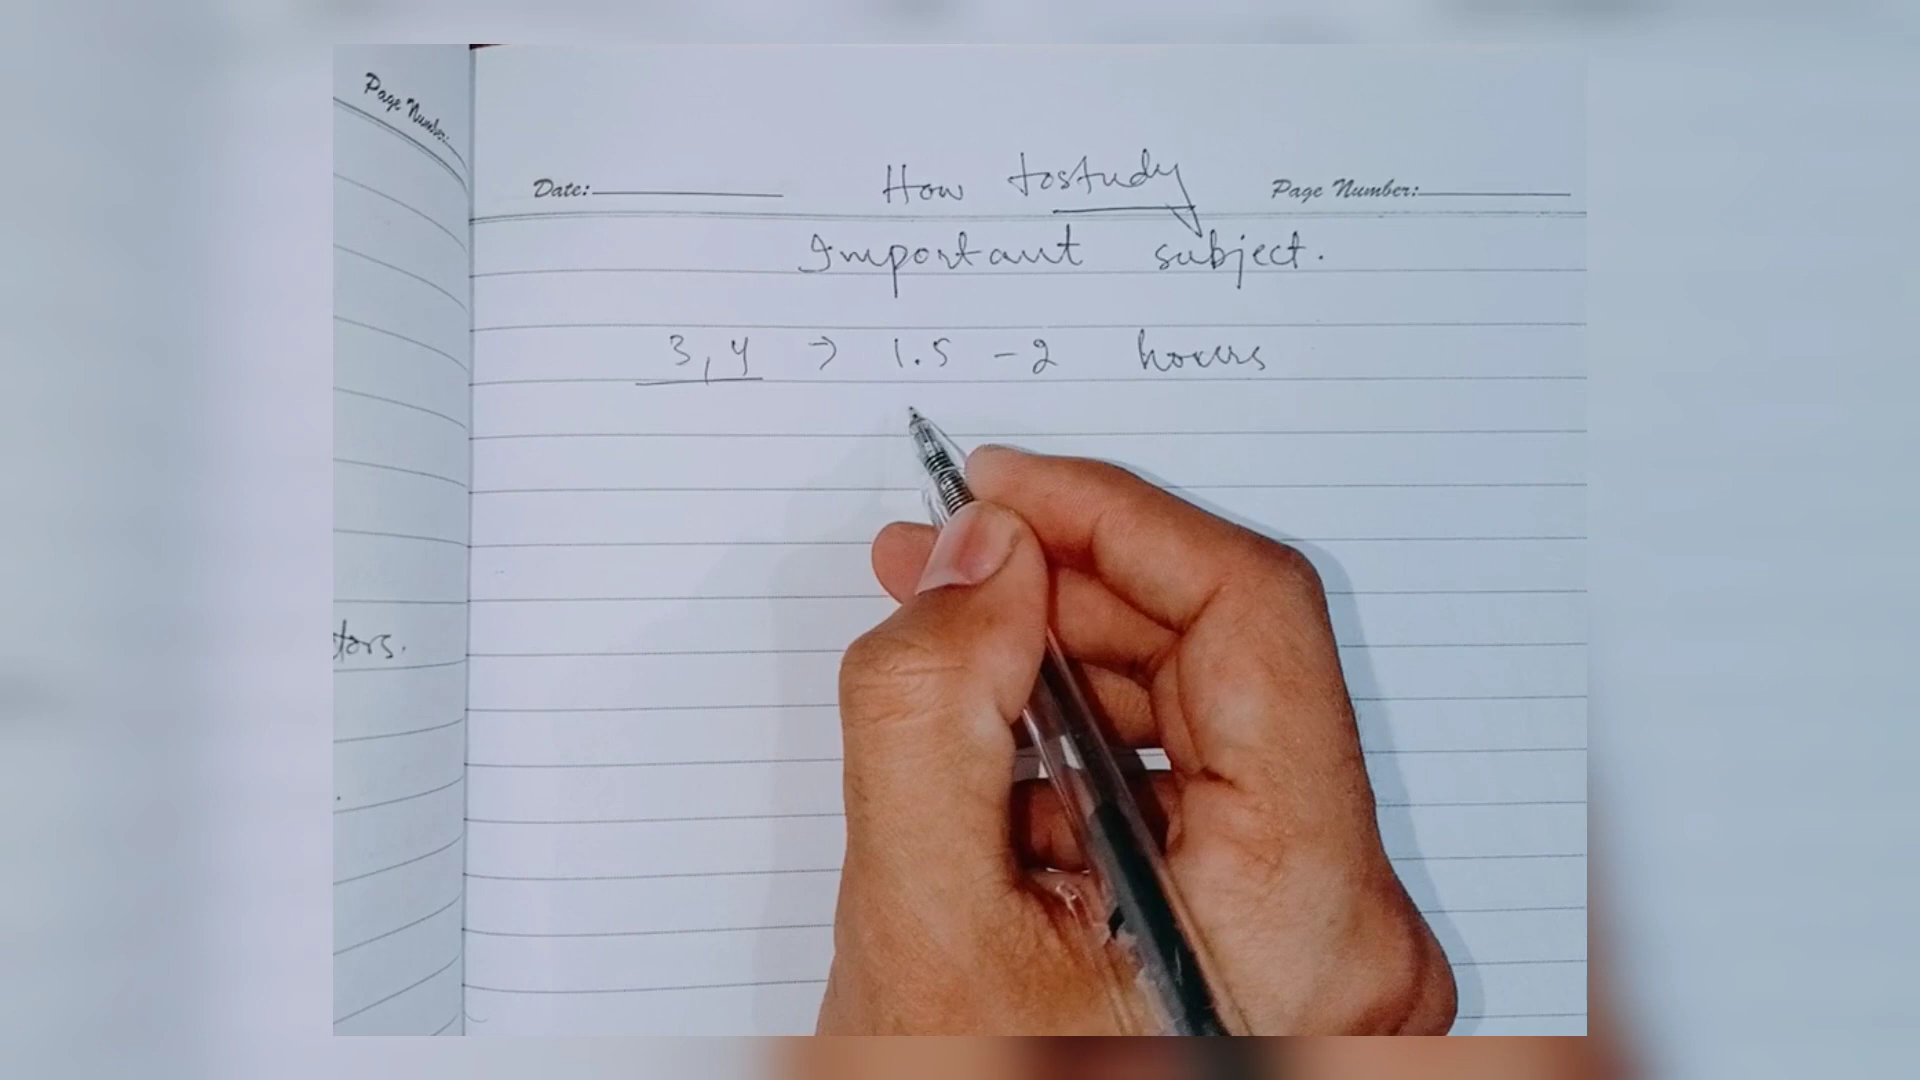 Page Number:
tors.
Date: How to study Page Number:
Important subject.
3, 4 → 1.5 - 2 hours